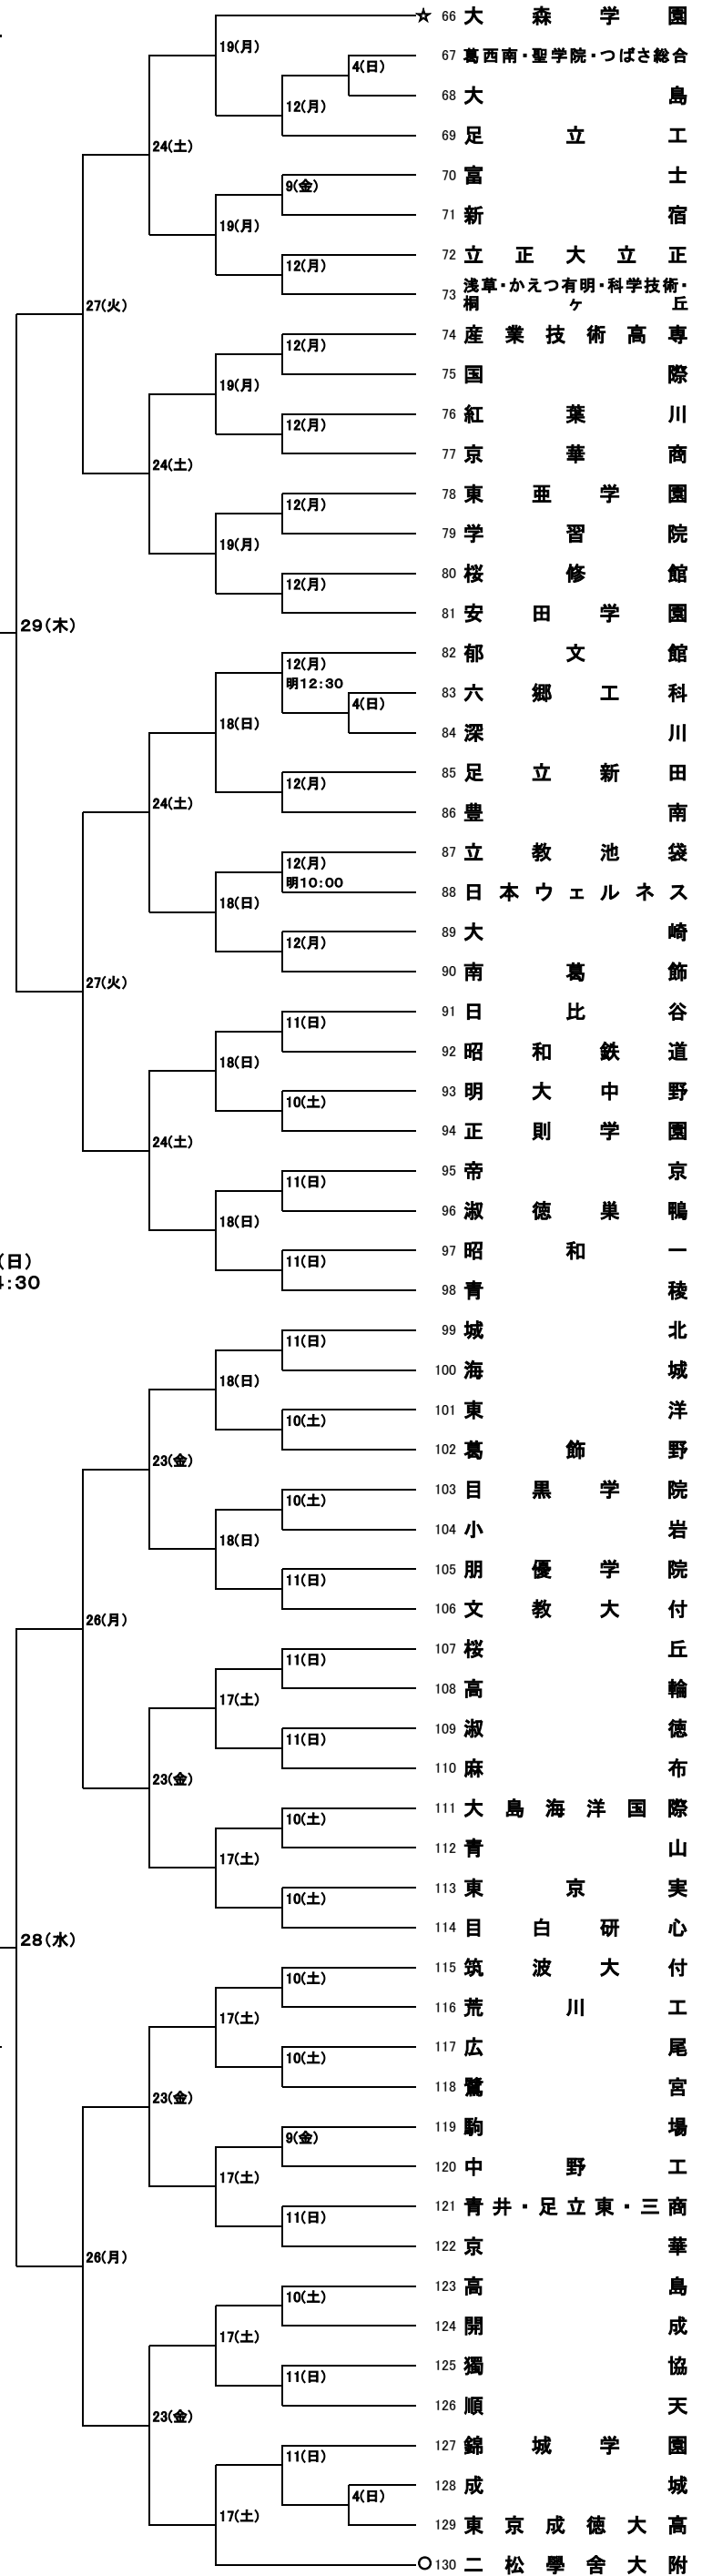 ☆ 66 大森学園
19(月)
67 葛西南・聖学院・つばさ総合
4(日)
68 大島
12(月)
69 足立工
24(土)
70 富士
9(金)
71 新宿
19(月)
72 立正大立正
12(月)
73 浅草・かえつ有明・科学技術・
桐ヶ丘
27(火)
74 産業技術高専
12(月)
75 国際
19(月)
76 紅葉川
12(月)
77 京華商
24(土)
78 東亜学園
12(月)
79 学習院
19(月)
80 桜修館
12(月)
81 安田学園
29(木)
82 郁文館
12(月)
明12:30
83 六郷工科
4(日)
84 深川
18(日)
85 足立新田
12(月)
86 豊南
24(土)
87 立教池袋
12(月)
明10:00
88 日本ウェルネス
18(日)
89 大崎
12(月)
90 南葛飾
27(火)
91 日比谷
11(日)
92 昭和鉄道
18(日)
93 明大中野
10(土)
94 正則学園
24(土)
95 帝京
11(日)
96 淑徳巣鴨
18(日)
97 昭和一
11(日)
98 青稜
(日)
:30
99 城北
11(日)
100 海城
18(日)
101 東洋
10(土)
102 葛飾野
23(金)
103 目黒学院
10(土)
104 小岩
18(日)
105 朋優学院
11(日)
106 文教大付
26(月)
107 桜丘
11(日)
108 高輪
17(土)
109 淑徳
11(日)
110 麻布
23(金)
111 大島海洋国際
10(土)
112 青山
17(土)
113 東京実
10(土)
114 目白研心
28(水)
115 筑波大付
10(土)
116 荒川工
17(土)
117 広尾
10(土)
118 鷺宮
23(金)
119 駒場
9(金)
120 中野工
17(土)
121 青井・足立東・三商
11(日)
122 京華
26(月)
123 高島
10(土)
124 開成
17(土)
125 獨協
11(日)
126 順天
23(金)
127 錦城学園
11(日)
128 成城
4(日)
129 東京成徳大高
17(土)
○ 130 二松學舍大附